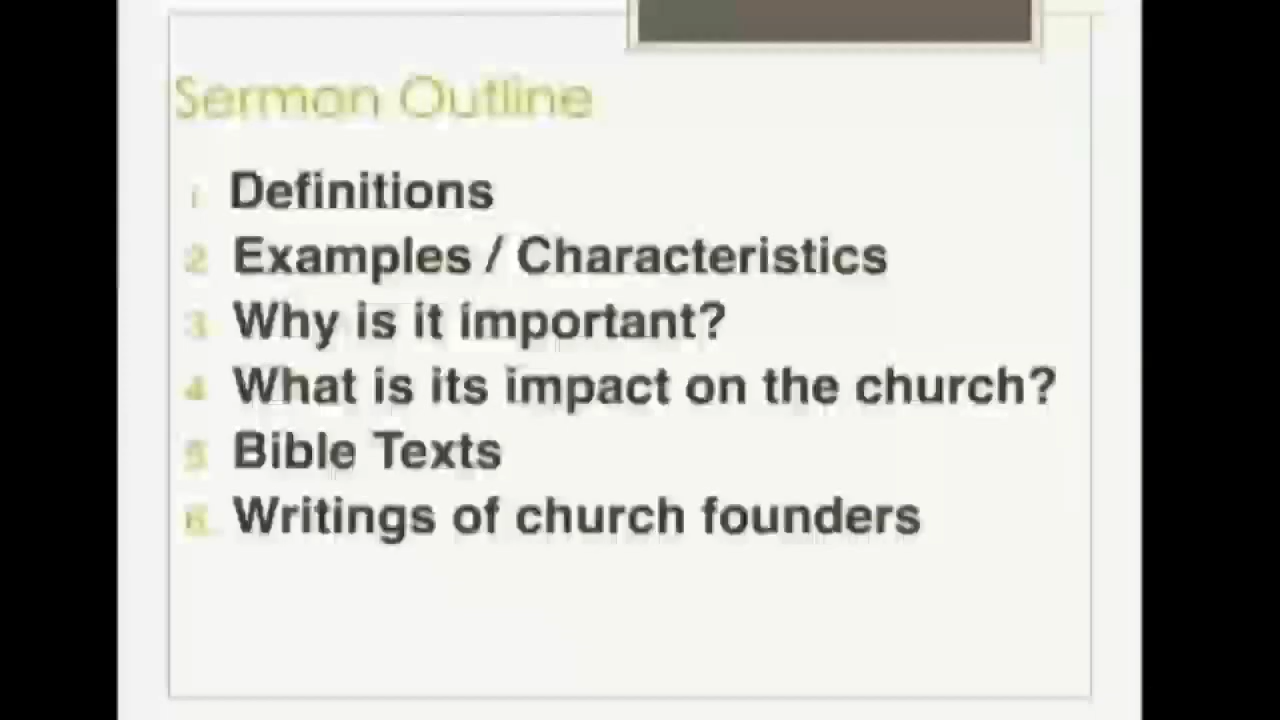 Sermon Outline
1. Definitions
2. Examples / Characteristics
3. Why is it important?
4. What is its impact on the church?
5. Bible Texts
6. Writings of church founders